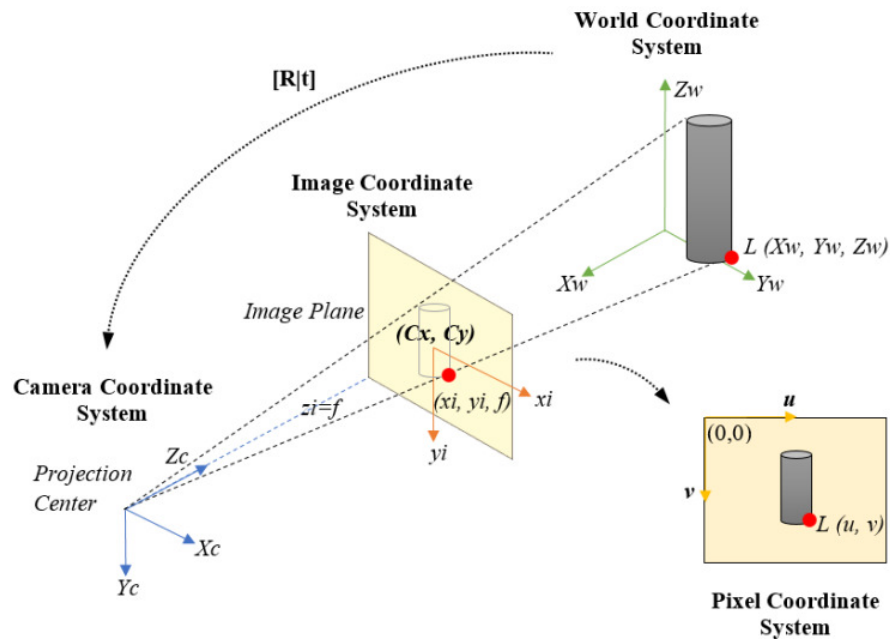 World Coordinate
System
[R|t]
Zw
Image Coordinate
System
L (Xw, Yw, Zw)
Xw
Yw
Image Plane
(Cx, Cy)
Camera Coordinate
System
zi=f
(xi, yi, f)
xi
yi
u
(0,0)
Zc
Projection
Center
v
L (u, v)
Xc
Yc
Pixel Coordinate
System